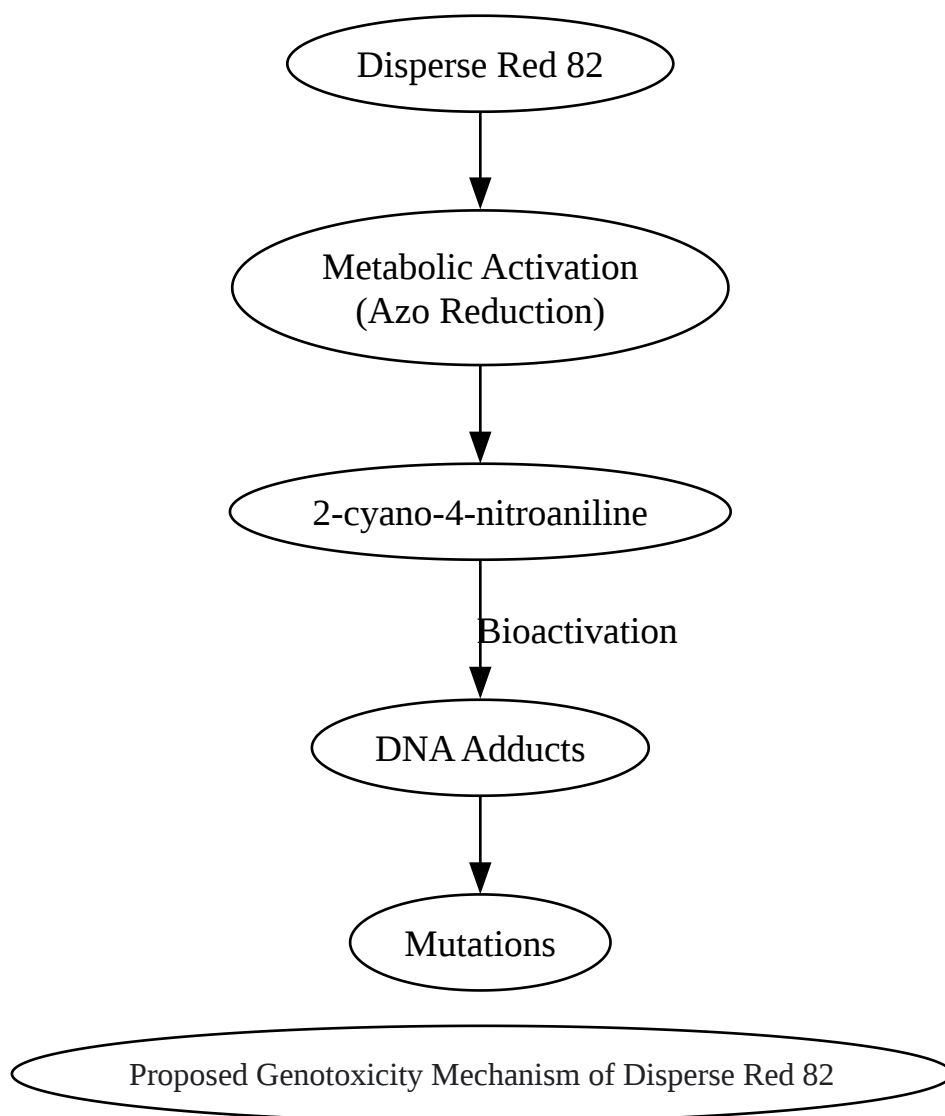 Disperse Red 82
Metabolic Activation
(Azo Reduction)
2-cyano-4-nitroaniline
Bioactivation
DNA Adducts
Mutations
Proposed Genotoxicity Mechanism of Disperse Red 82